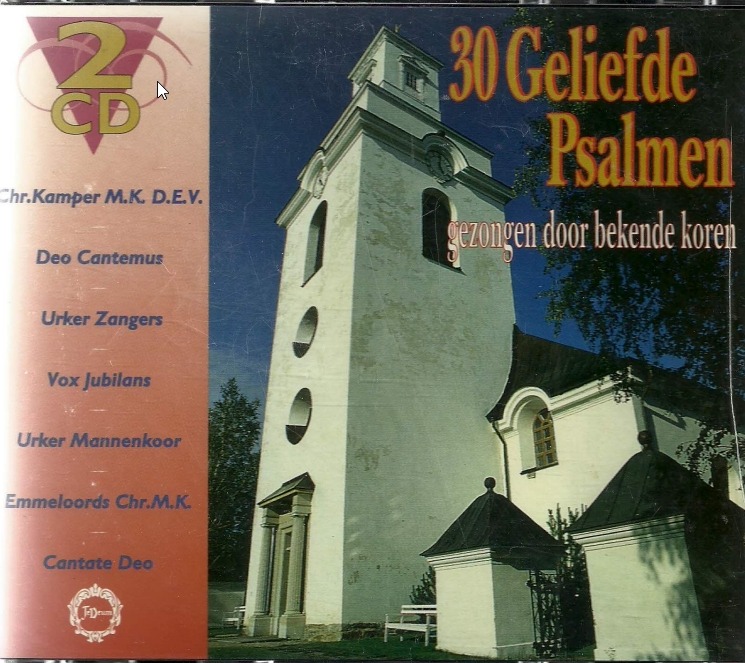 2
CD
Chr.Kamper M.K. D.E.V.
Deo Cantemus
Urker Zangers
Vox Jubilans
Urker Mannenkoor
Emmeloords Chr.M.K.
Cantate Deo
TeDeum
30 Geliefde
Psalmen
gezongen door bekende koren